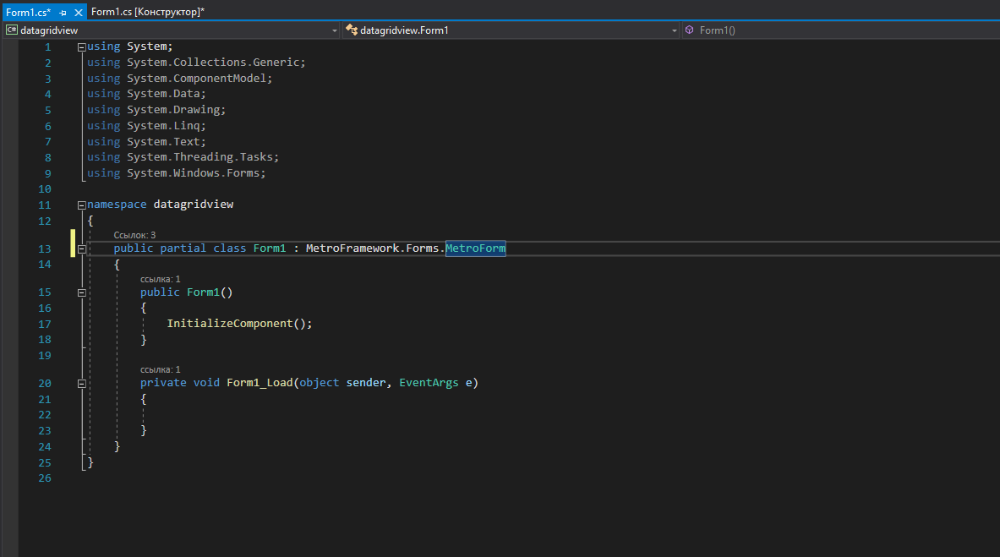 Form1.cs*
Form1.cs [Конструктор]*
C# datagridview
datagridview.Form1
Form1()
1 using System;
2 using System.Collections.Generic;
3 using System.ComponentModel;
4 using System.Data;
5 using System.Drawing;
6 using System.Linq;
7 using System.Text;
8 using System.Threading.Tasks;
9 using System.Windows.Forms;
10
11 namespace datagridview
12 {
Ссылок: 3
13 public partial class Form1 : MetroFramework.Forms.MetroForm
14 {
ссылка: 1
15 public Form1()
16 {
17 InitializeComponent();
18 }
19
ссылка: 1
20 private void Form1_Load(object sender, EventArgs e)
21 {
22
23 }
24 }
25 }
26